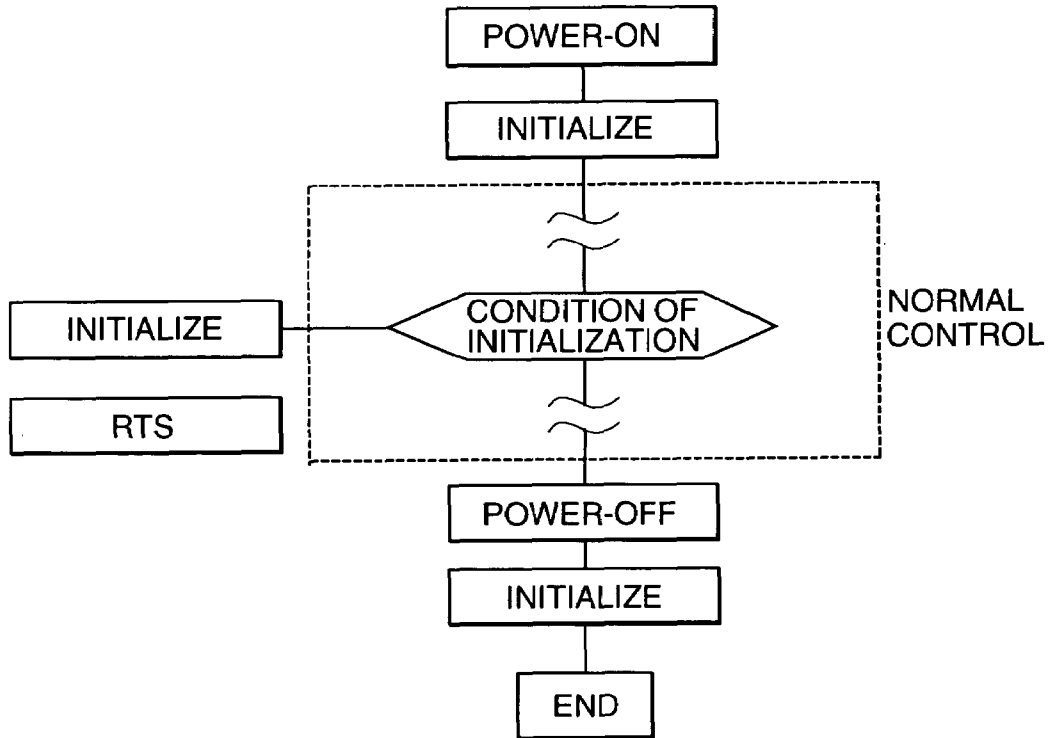 POWER-ON
INITIALIZE
CONDITION OF
INITIALIZATION
NORMAL
CONTROL
INITIALIZE
RTS
POWER-OFF
INITIALIZE
END